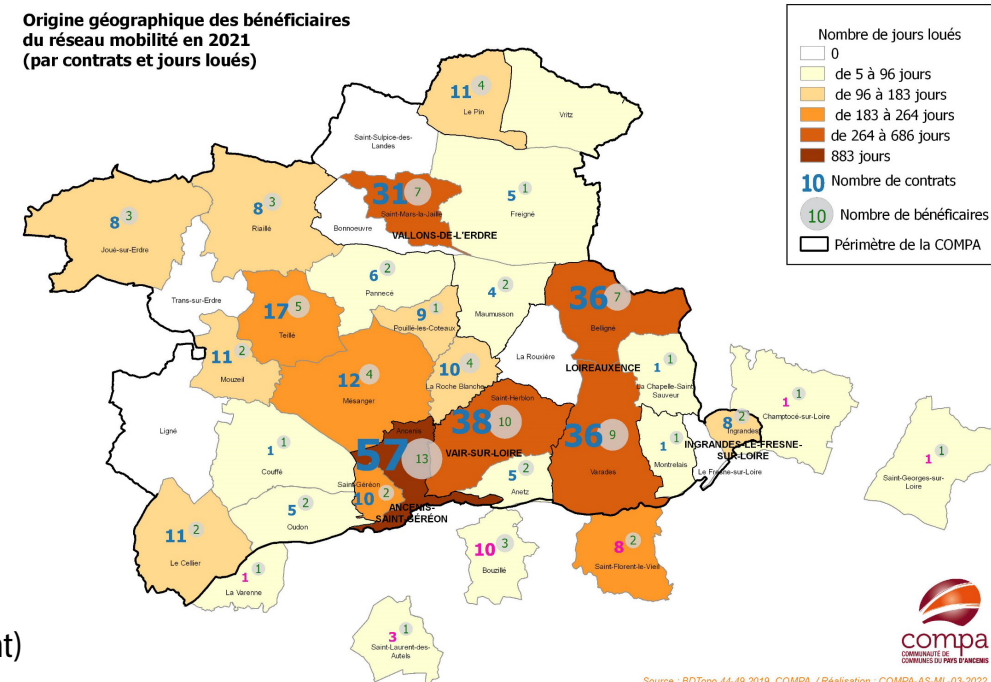 Origine géographique des bénéficiaires
du réseau mobilité en 2021
(par contrats et jours loués)
Nombre de jours loués
0
de 5 à 96 jours
de 96 à 183 jours
de 183 à 264 jours
de 264 à 686 jours
883 jours
10 Nombre de contrats
10 Nombre de bénéficiaires
Périmètre de la COMPA
11 4
Le Pin
Vritz
Saint-Sulpice-des-
Landes
31 7
Saint-Mars-la-Jaille
5 1
Freigné
8 3
Joué-sur-Erdre
8 3
Riaillé
Bonnoeuvre
VALLONS-DE-L'ERDRE
6 2
Pannecé
4 2
Maumusson
36 7
Belligné
Trans-sur-Erdre
17 5
Teillé
9 1
Pouillé-les-Coteaux
11 2
Mouzeil
12 4
Mésanger
10 4
La Roche Blanche
La Rouxière
LOIREAUXENCE
1 1
La Chapelle-Saint-
Sauveur
1 1
Champtocé-sur-Loire
Saint-Herblon
38 10
VAIR-SUR-LOIRE
36 9
Varades
8 2
Ingrandes
INGRANDES-LE-FRESNE-
SUR-LOIRE
Le Fresne-sur-Loire
1 1
Montrelais
1 1
Saint-Georges-sur-
Loire
Ligné
Ancenis
57 13
1 1
Couffé
Saint-Géréon
10 2
ANCENIS-
SAINT-GÉRÉON
5 2
Anetz
5 2
Oudon
11 2
Le Cellier
1 1
La Varenne
10 3
Bouzillé
8 2
Saint-Florent-le-Vieil
3 1
Saint-Laurent-des-
Autels
nt)
compa
COMMUNAUTÉ DE
COMMUNES DU PAYS D'ANCENIS
Source : BDTopo 44-49 2019, COMPA / Réalisation : COMPA-AS-ML-03-2022